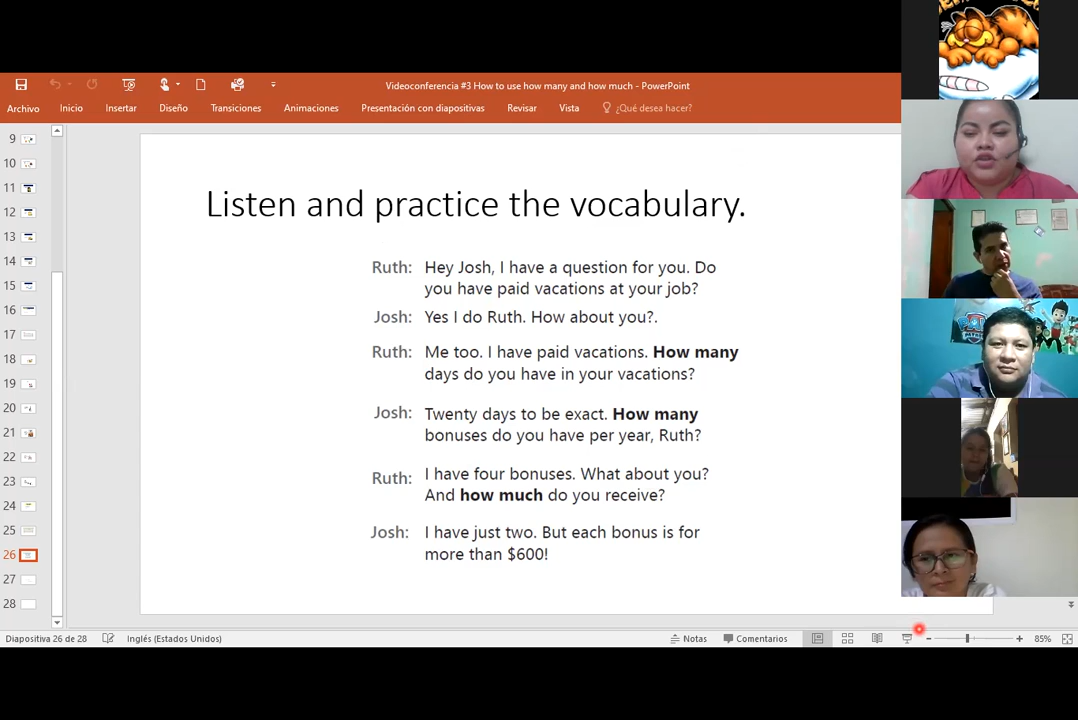 Videoconferencia #3 How to use how many and how much - PowerPoint
Archivo Inicio Insertar Diseño Transiciones Animaciones Presentación con diapositivas Revisar Vista ¿Qué desea hacer?
9
10
11
12
13
14
15
16
17
18
19
20
21
22
23
24
25
26
27
28
Listen and practice the vocabulary.
Ruth: Hey Josh, I have a question for you. Do
you have paid vacations at your job?
Josh: Yes I do Ruth. How about you?.
Ruth: Me too. I have paid vacations. How many
days do you have in your vacations?
Josh: Twenty days to be exact. How many
bonuses do you have per year, Ruth?
Ruth: I have four bonuses. What about you?
And how much do you receive?
Josh: I have just two. But each bonus is for
more than $600!
Diapositiva 26 de 28 Inglés (Estados Unidos) Notas Comentarios 85%